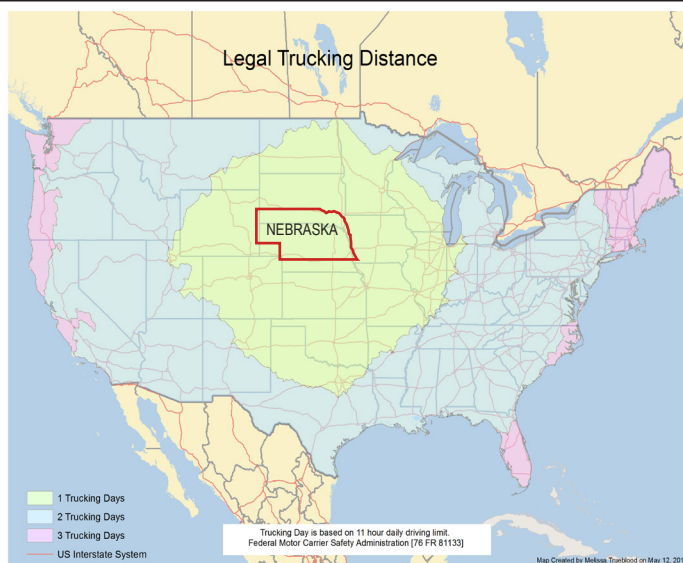 Legal Trucking Distance
NEBRASKA
1 Trucking Days
2 Trucking Days
3 Trucking Days
US Interstate System
Trucking Day is based on 11 hour daily driving limit.
Federal Motor Carrier Safety Administration [76 FR 81133]
Map Created by Melissa Trueblood on May 12, 201